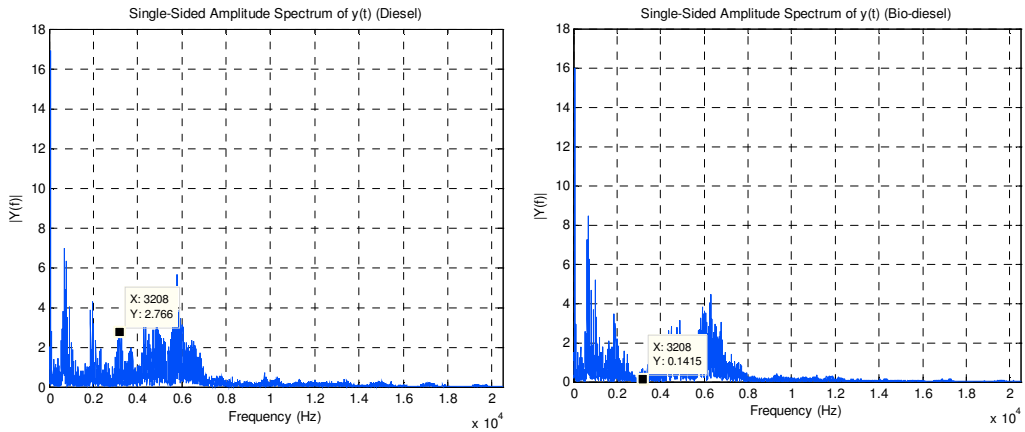 Single-Sided Amplitude Spectrum of y(t) (Diesel)
18
16
14
12
10
8
6
4
2
0
|Y(f)|
X: 3208
Y: 2.766
0 0.2 0.4 0.6 0.8 1 1.2 1.4 1.6 1.8 2
x 10^4
Frequency (Hz)
Single-Sided Amplitude Spectrum of y(t) (Bio-diesel)
18
16
14
12
10
8
6
4
2
0
|Y(f)|
X: 3208
Y: 0.1415
0 0.2 0.4 0.6 0.8 1 1.2 1.4 1.6 1.8 2
x 10^4
Frequency (Hz)